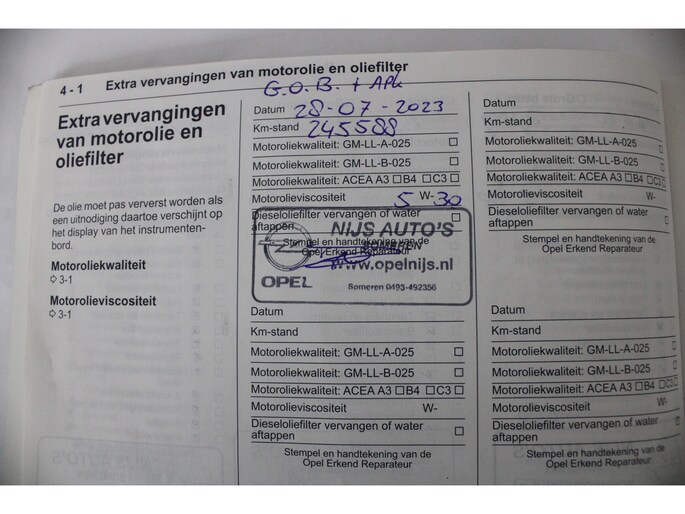 4 - 1 Extra vervangingen van motorolie en oliefilter
Extra vervangingen
van motorolie en
oliefilter
De olie moet pas ververst worden als
een uitnodiging daartoe verschijnt op
het display van het instrumenten-
bord.
Motoroliekwaliteit
3-1
Motorolieviscositeit
3-1
G.O.B. + APK
Datum 28-07-2023
Km-stand 245588
Motoroliekwaliteit: GM-LL-A-025
Motoroliekwaliteit: GM-LL-B-025
Motoroliekwaliteit: ACEA A3 B4 C3
Motorolieviscositeit 5 W-30
Dieseloliefilter vervangen of water
aftappen
Stempel en handtekening van de
Opel Erkend Reparateur
NIJS AUTO'S
SOMEREN
www.opelnijs.nl
OPEL
Someren 0493-492356
Datum
Km-stand
Motoroliekwaliteit: GM-LL-A-025
Motoroliekwaliteit: GM-LL-B-025
Motoroliekwaliteit: ACEA A3 B4 C3
Motorolieviscositeit W-
Dieseloliefilter vervangen of water
aftappen
Stempel en handtekening van de
Opel Erkend Reparateur
Datum
Km-stand
Motoroliekwaliteit: GM-LL-A-025
Motoroliekwaliteit: GM-LL-B-025
Motoroliekwaliteit: ACEA A3 B4 C3
Motorolieviscositeit W-
Dieseloliefilter vervangen of water
aftappen
Stempel en handtekening van de
Opel Erkend Reparateur
Datum
Km-stand
Motoroliekwaliteit: GM-LL-A-025
Motoroliekwaliteit: GM-LL-B-025
Motoroliekwaliteit: ACEA A3 B4 C3
Motorolieviscositeit W-
Dieseloliefilter vervangen of water
aftappen
Stempel en handtekening van de
Opel Erkend Reparateur